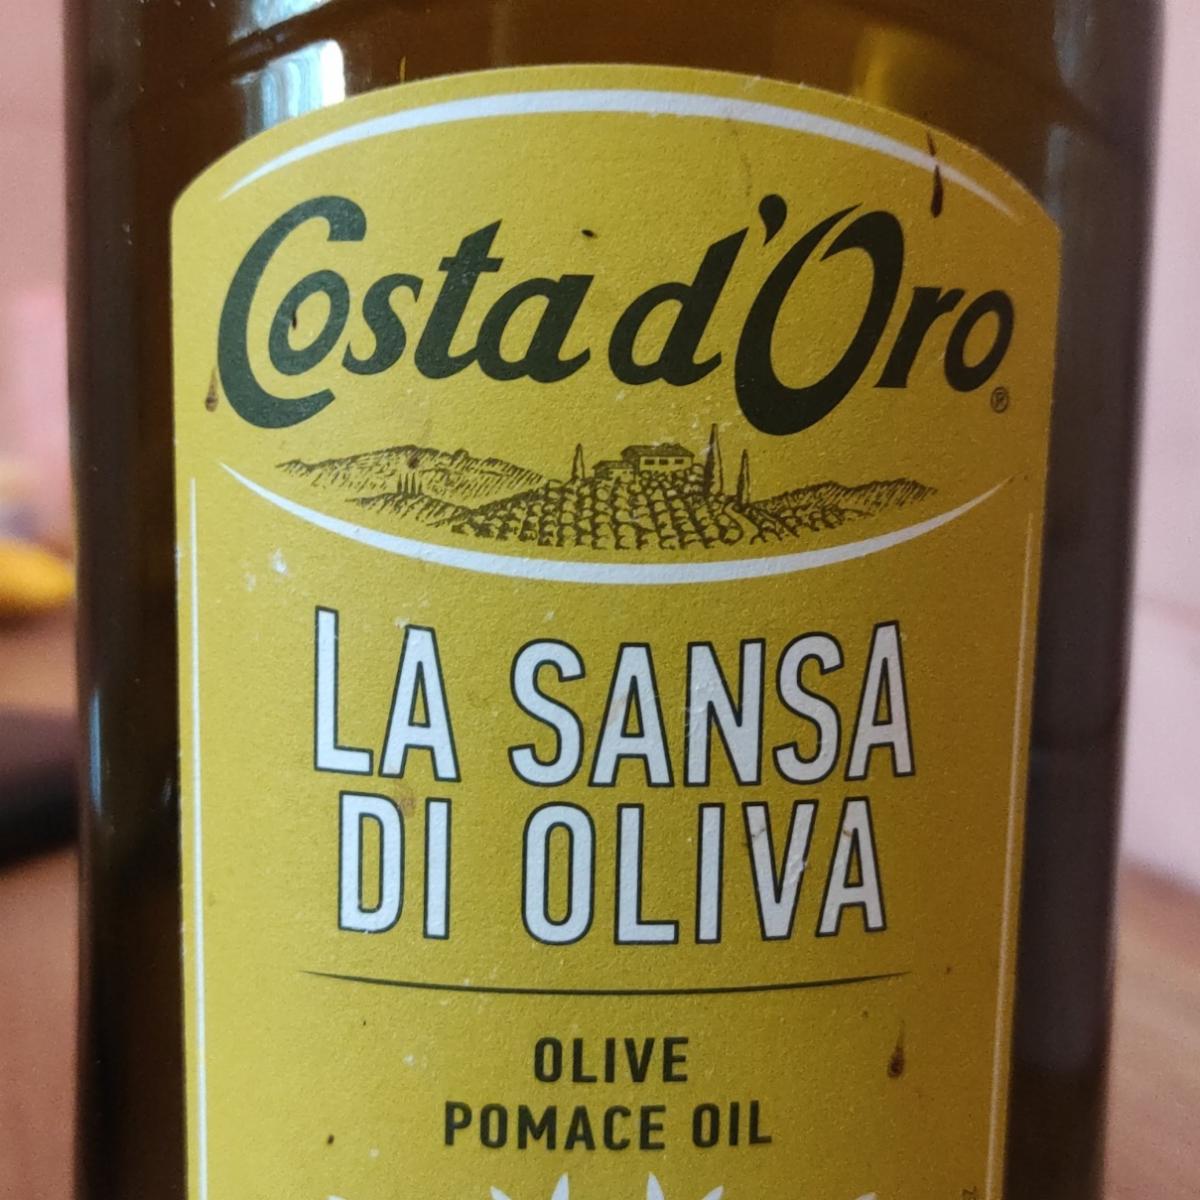 Costa d'Oro®
LA SANSA
DI OLIVA
OLIVE
POMACE OIL